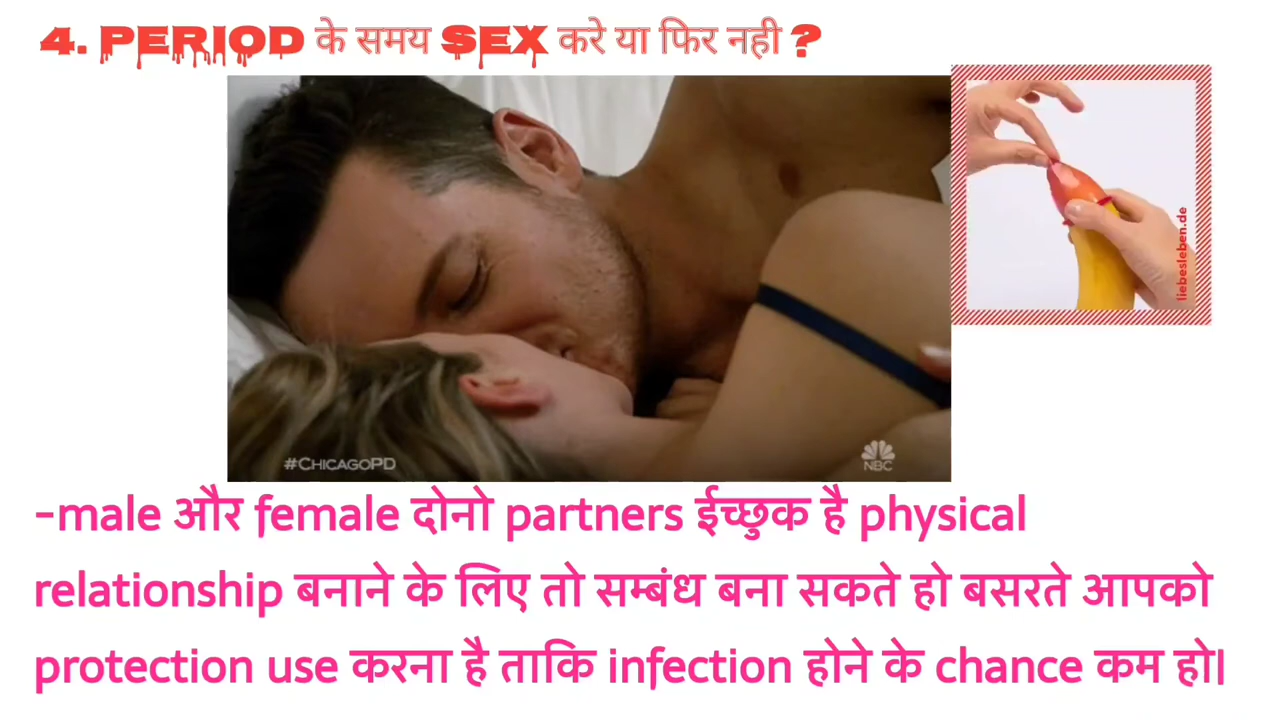 4. PERIOD के समय SEX करे या फिर नही ?
liebesleben.de
#CHICAGOPD
NBC
-male और female दोनो partners ईच्छुक है physical
relationship बनाने के लिए तो सम्बंध बना सकते हो बसरते आपको
protection use करना है ताकि infection होने के chance कम हो।